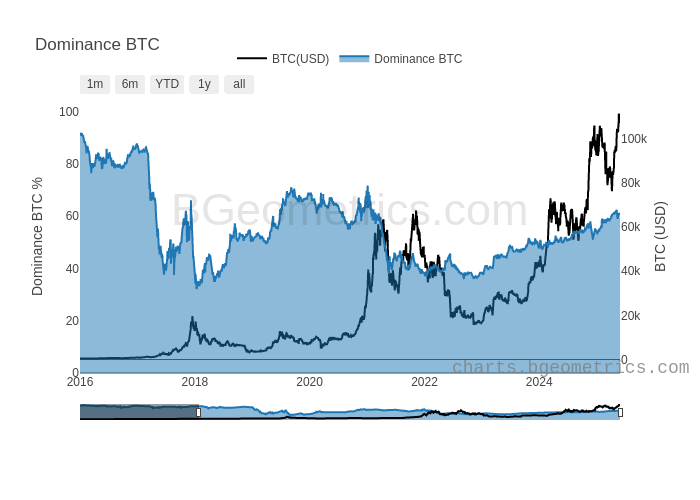 Dominance BTC
BTC(USD) Dominance BTC
1m 6m YTD 1y all
100
80
60
40
20
0
Dominance BTC %
BGeometrics.com
100k
80k
60k
40k
20k
0
BTC (USD)
charts.bgeometrics.com
2016 2018 2020 2022 2024